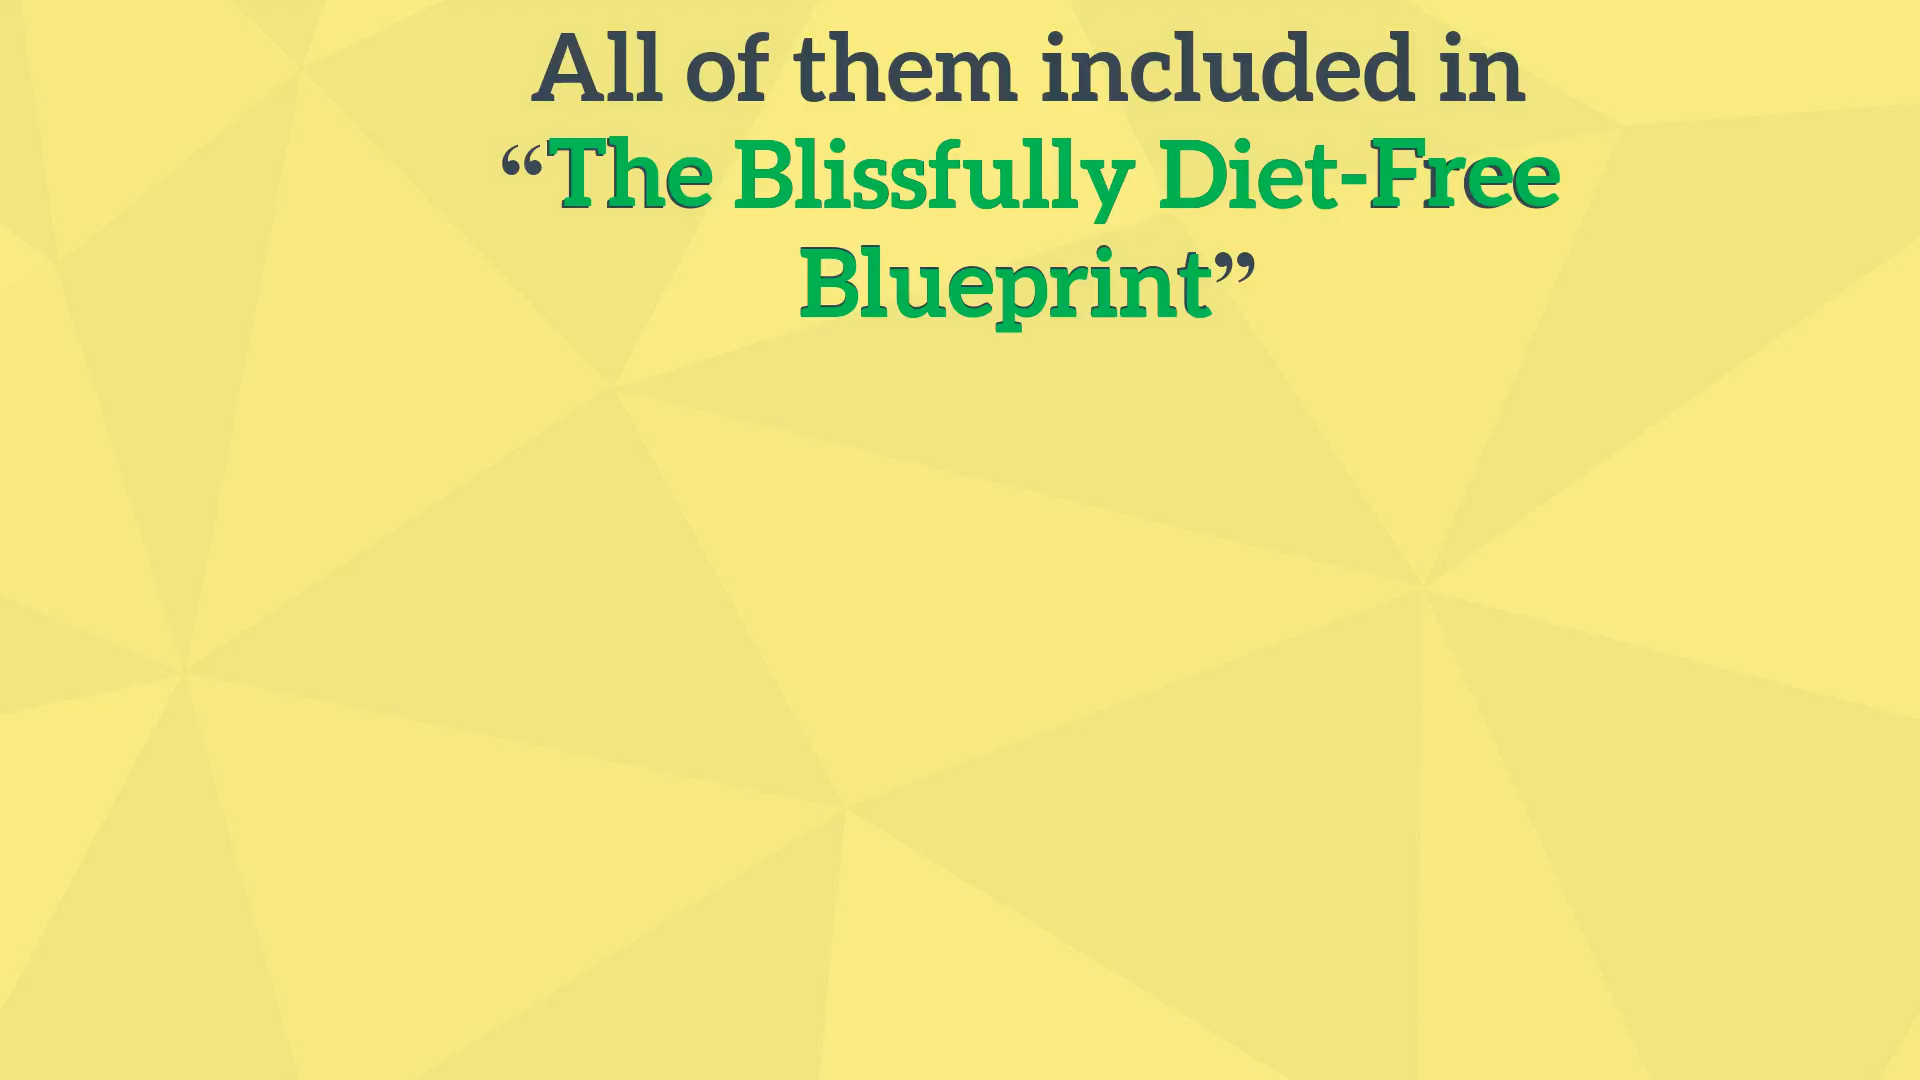 All of them included in
“The Blissfully Diet-Free
Blueprint”